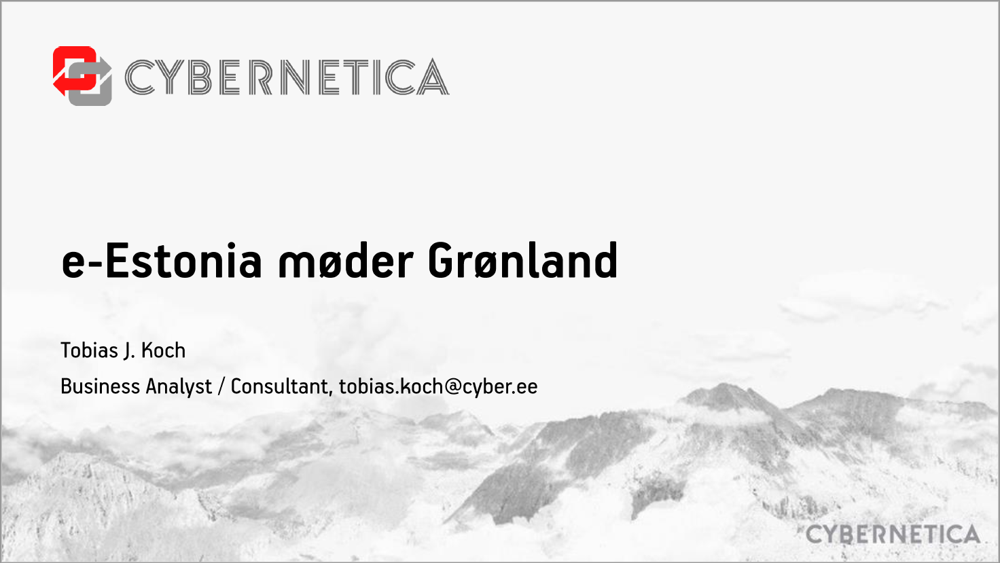 CYBERNETICA
e-Estonia møder Grønland
Tobias J. Koch
Business Analyst / Consultant, tobias.koch@cyber.ee
CYBERNETICA